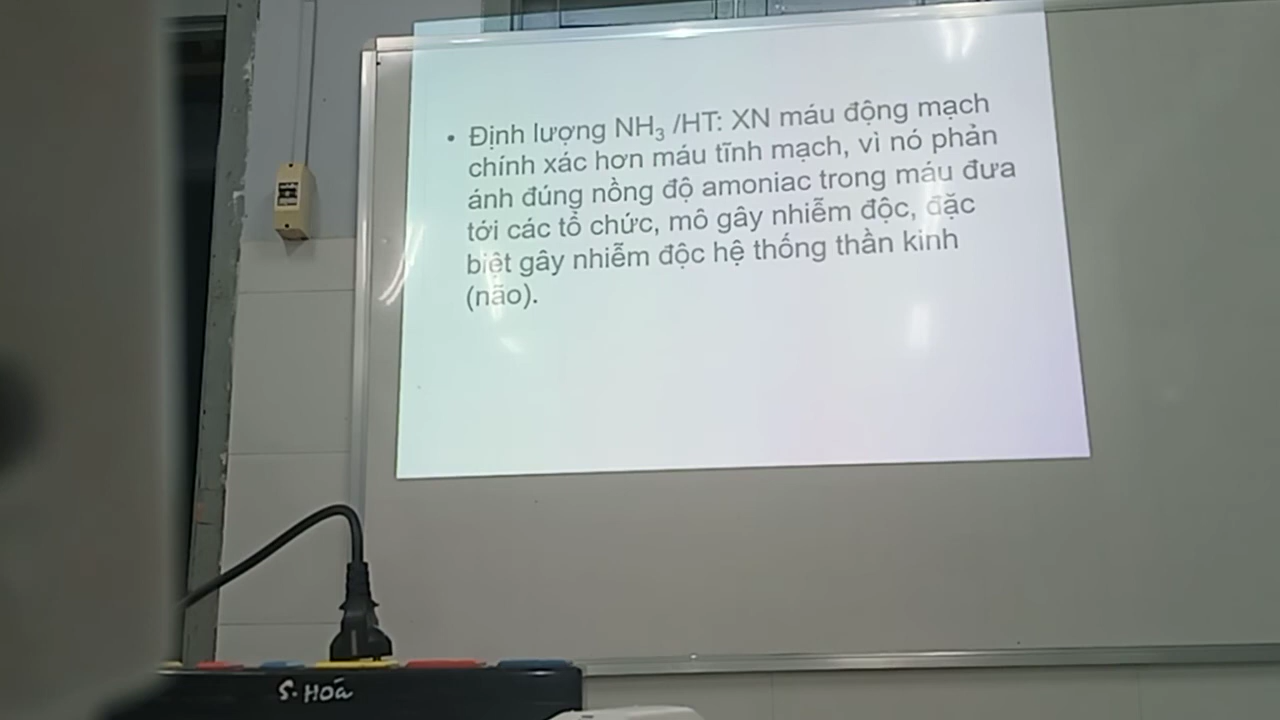 • Định lượng NH₃ /HT: XN máu động mạch
chính xác hơn máu tĩnh mạch, vì nó phản
ánh đúng nồng độ amoniac trong máu đưa
tới các tổ chức, mô gây nhiễm độc, đặc
biệt gây nhiễm độc hệ thống thần kinh
(não).
S. HOÁ